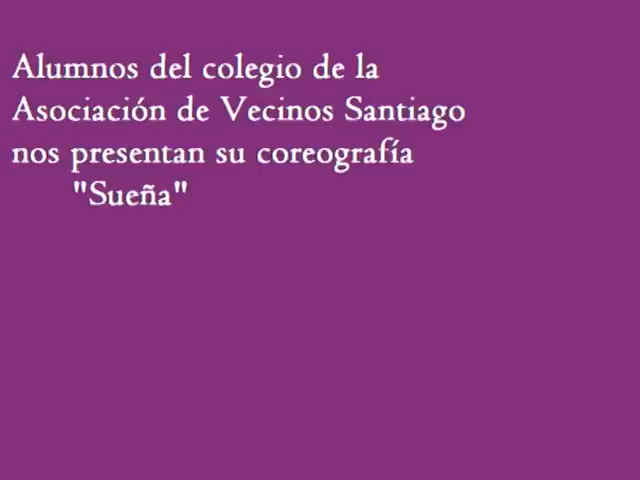 Alumnos del colegio de la
Asociación de Vecinos Santiago
nos presentan su coreografía
"Sueña"